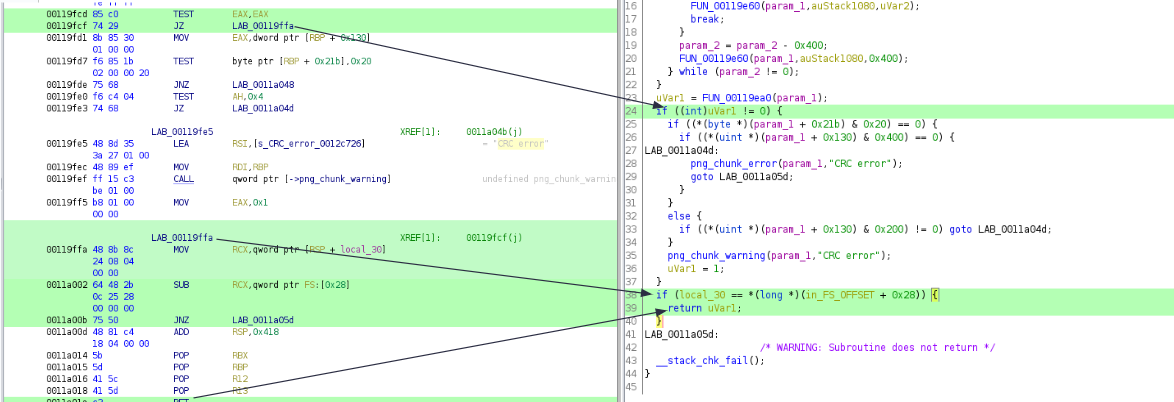 00119fcd 85 c0 TEST EAX,EAX
00119fcf 74 29 JZ LAB_00119ffa
00119fd1 8b 85 30 MOV EAX,dword ptr [RBP + 0x130]
01 00 00
00119fd7 f6 85 1b TEST byte ptr [RBP + 0x21b],0x20
02 00 00 20
00119fde 75 68 JNZ LAB_0011a048
00119fe0 f6 c4 04 TEST AH,0x4
00119fe3 74 68 JZ LAB_0011a04d
LAB_00119fe5 XREF[1]: 0011a04b(j)
00119fe5 48 8d 35 LEA RSI,[s_CRC_error_0012c726] = "CRC error"
3a 27 01 00
00119fec 48 89 ef MOV RDI,RBP
00119fef ff 15 c3 CALL qword ptr [->png_chunk_warning] undefined png_chunk_warnin
be 01 00
00119ff5 b8 01 00 MOV EAX,0x1
00 00
LAB_00119ffa XREF[1]: 00119fcf(j)
00119ffa 48 8b 8c MOV RCX,qword ptr [RSP + local_30]
24 08 04
00 00
0011a002 64 48 2b SUB RCX,qword ptr FS:[0x28]
0c 25 28
00 00 00
0011a00b 75 50 JNZ LAB_0011a05d
0011a00d 48 81 c4 ADD RSP,0x418
18 04 00 00
0011a014 5b POP RBX
0011a015 5d POP RBP
0011a016 41 5c POP R12
0011a018 41 5d POP R13
16 FUN_00119e60(param_1,auStack1080,uVar2);
17 break;
18 }
19 param_2 = param_2 - 0x400;
20 FUN_00119e60(param_1,auStack1080,0x400);
21 } while (param_2 != 0);
22 }
23 uVar1 = FUN_00119ea0(param_1);
24 if ((int)uVar1 != 0) {
25 if ((*(byte *)(param_1 + 0x21b) & 0x20) == 0) {
26 if ((*(uint *)(param_1 + 0x130) & 0x400) == 0) {
27 LAB_0011a04d:
28 png_chunk_error(param_1,"CRC error");
29 goto LAB_0011a05d;
30 }
31 }
32 else {
33 if ((*(uint *)(param_1 + 0x130) & 0x200) != 0) goto LAB_0011a04d;
34 }
35 png_chunk_warning(param_1,"CRC error");
36 uVar1 = 1;
37 }
38 if (local_30 == *(long *)(in_FS_OFFSET + 0x28)) {
39 return uVar1;
40 }
41 LAB_0011a05d:
42 /* WARNING: Subroutine does not return */
43 __stack_chk_fail();
44 }
45